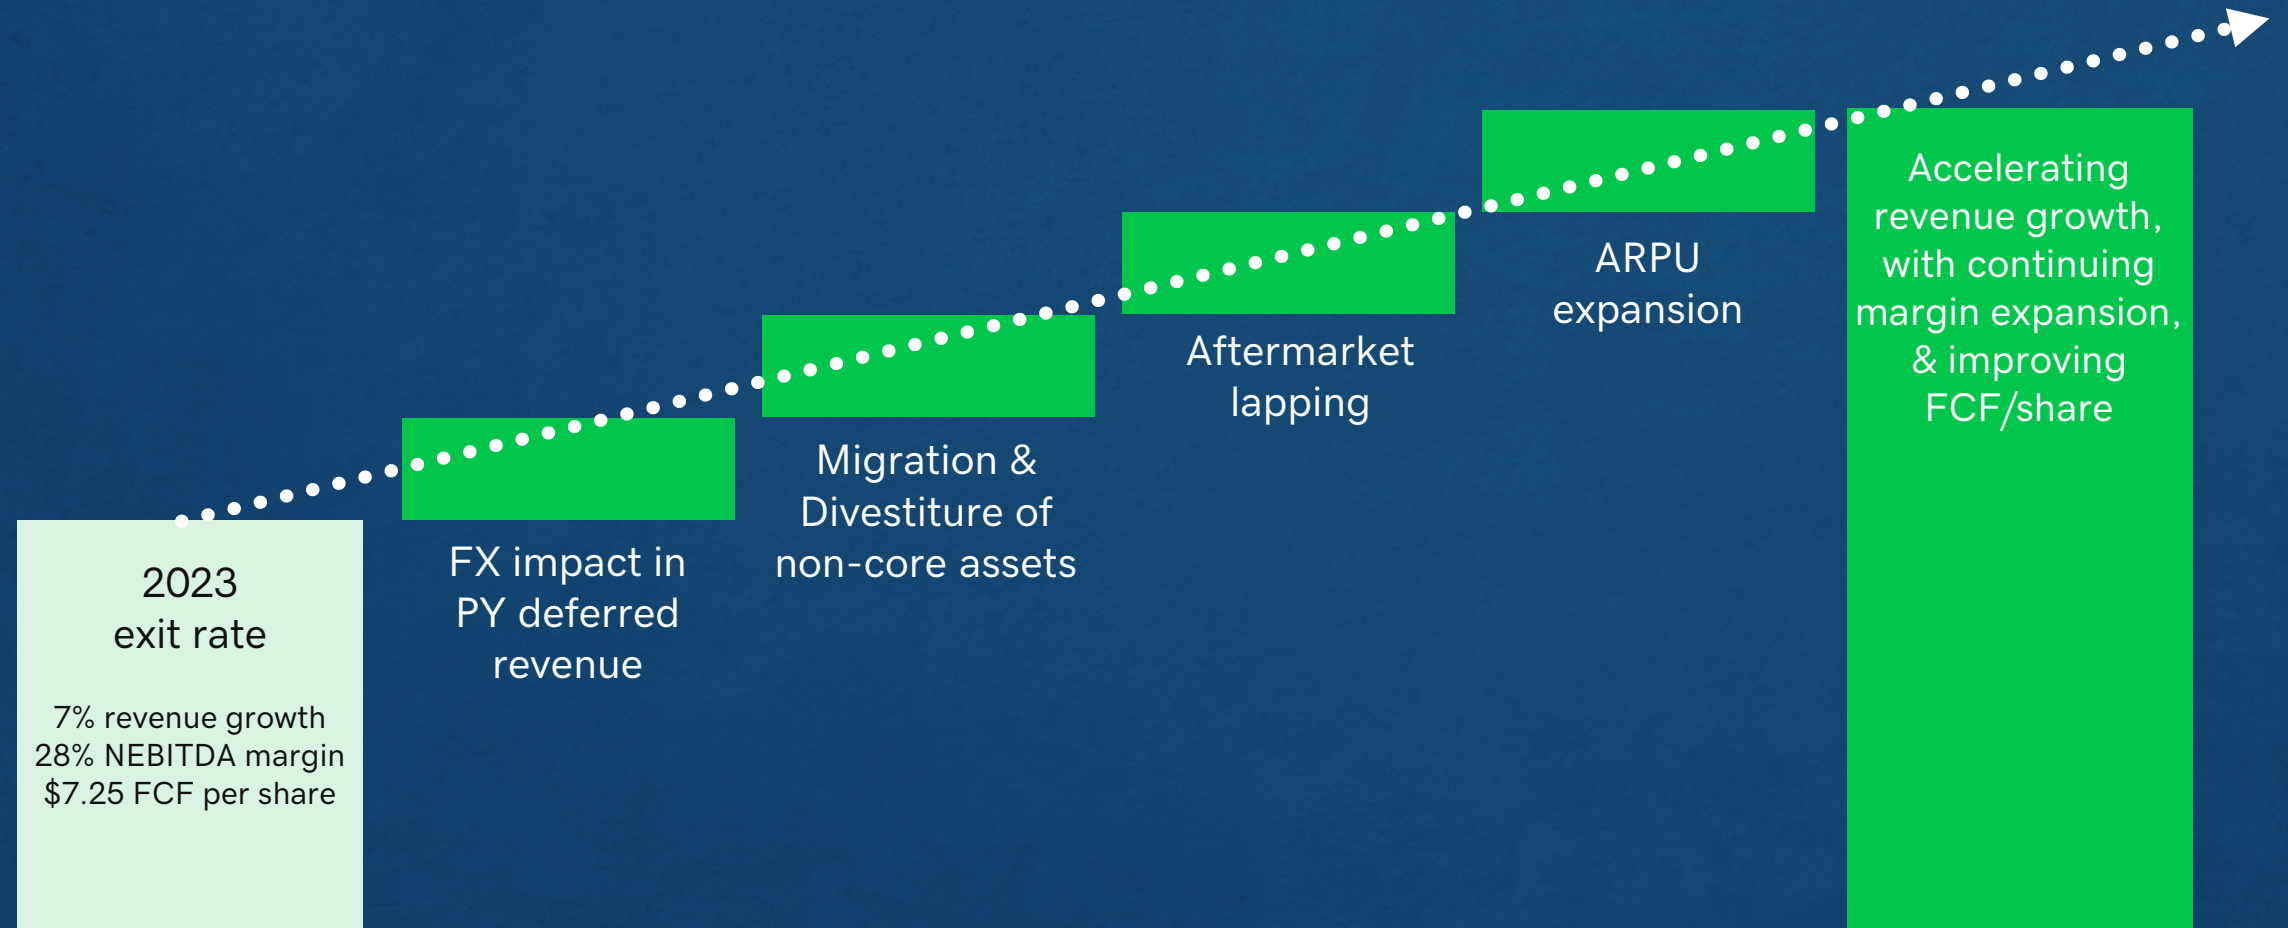 2023
exit rate
7% revenue growth
28% NEBITDA margin
$7.25 FCF per share
FX impact in
PY deferred
revenue
Migration &
Divestiture of
non-core assets
Aftermarket
lapping
ARPU
expansion
Accelerating
revenue growth,
with continuing
margin expansion,
& improving
FCF/share